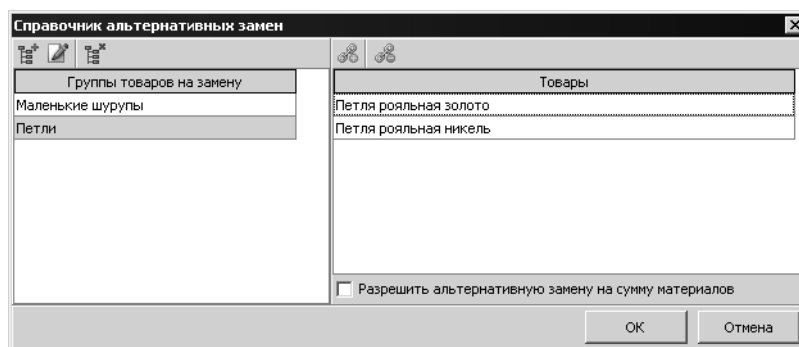 Справочник альтернативных замен
Группы товаров на замену
Маленькие шурупы
Петли
Товары
Петля рояльная золото
Петля рояльная никель
Разрешить альтернативную замену на сумму материалов
OK
Отмена